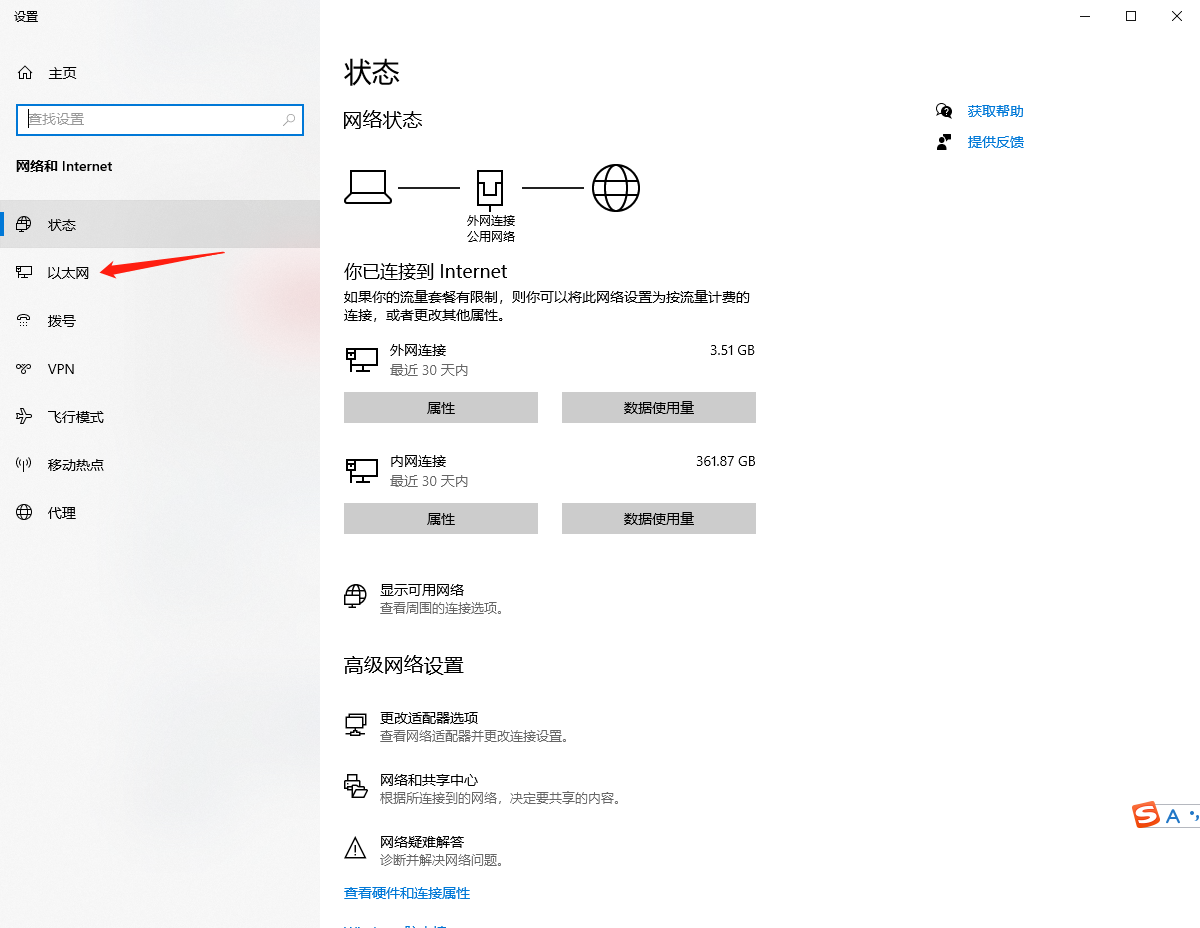 设置
主页
查找设置
网络和 Internet
状态
以太网
拨号
VPN
飞行模式
移动热点
代理
状态
网络状态
外网连接
公用网络
你已连接到 Internet
如果你的流量套餐有限制，则你可以将此网络设置为按流量计费的
连接，或者更改其他属性。
外网连接 3.51 GB
最近 30 天内
属性 数据使用量
内网连接 361.87 GB
最近 30 天内
属性 数据使用量
显示可用网络
查看周围的连接选项。
高级网络设置
更改适配器选项
查看网络适配器并更改连接设置。
网络和共享中心
根据所连接到的网络，决定要共享的内容。
网络疑难解答
诊断并解决网络问题。
查看硬件和连接属性
获取帮助
提供反馈
S A